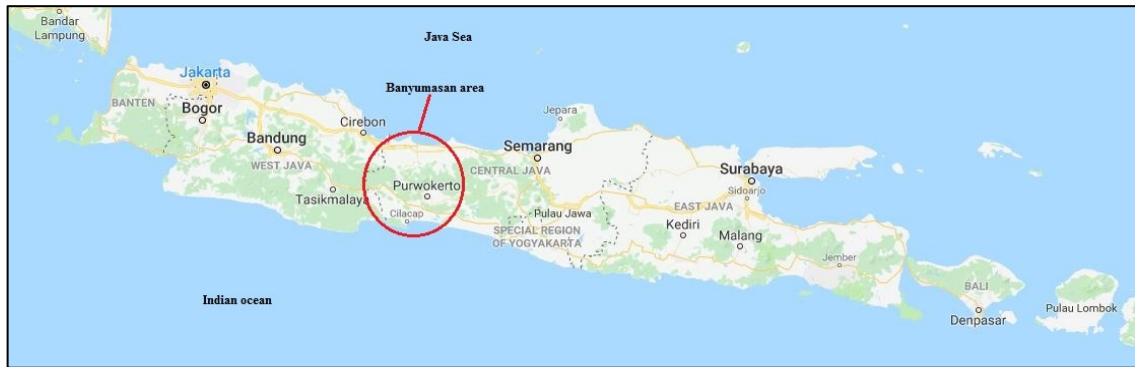 Bandar
Lampung
Java Sea
Jakarta
Banyumasan area
BANTEN
Bogor
Jepara
Cirebon
Bandung
Semarang
WEST JAVA
CENTRAL JAVA
Surabaya
Sidoarjo
Purwokerto
Tasikmalaya
Cilacap
Pulau Jawa
EAST JAVA
SPECIAL REGION
OF YOGYAKARTA
Kediri
Malang
Jember
BALI
Indian ocean
Pulau Lombok
Denpasar